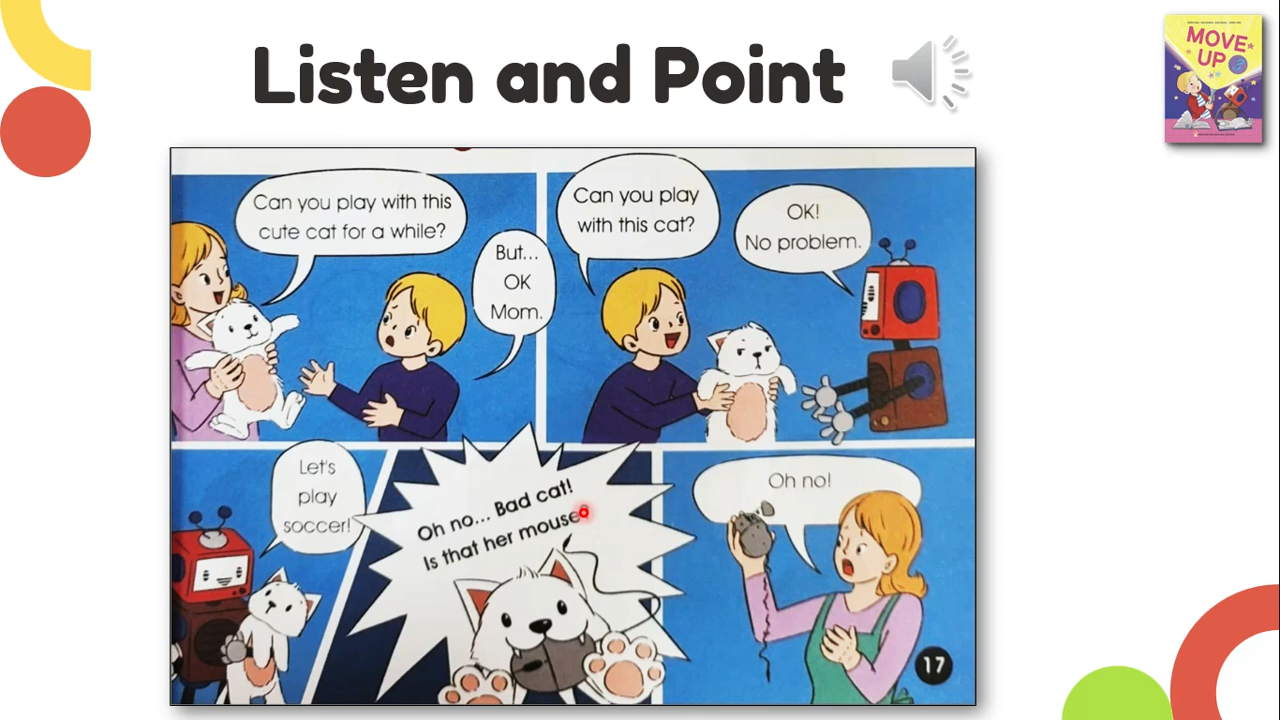 Listen and Point
MOVE
UP
Can you play with this
cute cat for a while?
But...
OK
Mom.
Can you play
with this cat?
OK!
No problem.
Let's
play
soccer!
Oh no... Bad cat!
Is that her mouse
Oh no!
17